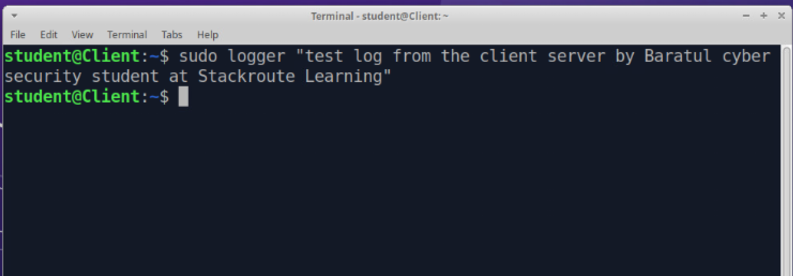 Terminal - student@Client: ~
File Edit View Terminal Tabs Help
student@Client:~$ sudo logger "test log from the client server by Baratul cyber
security student at Stackroute Learning"
student@Client:~$